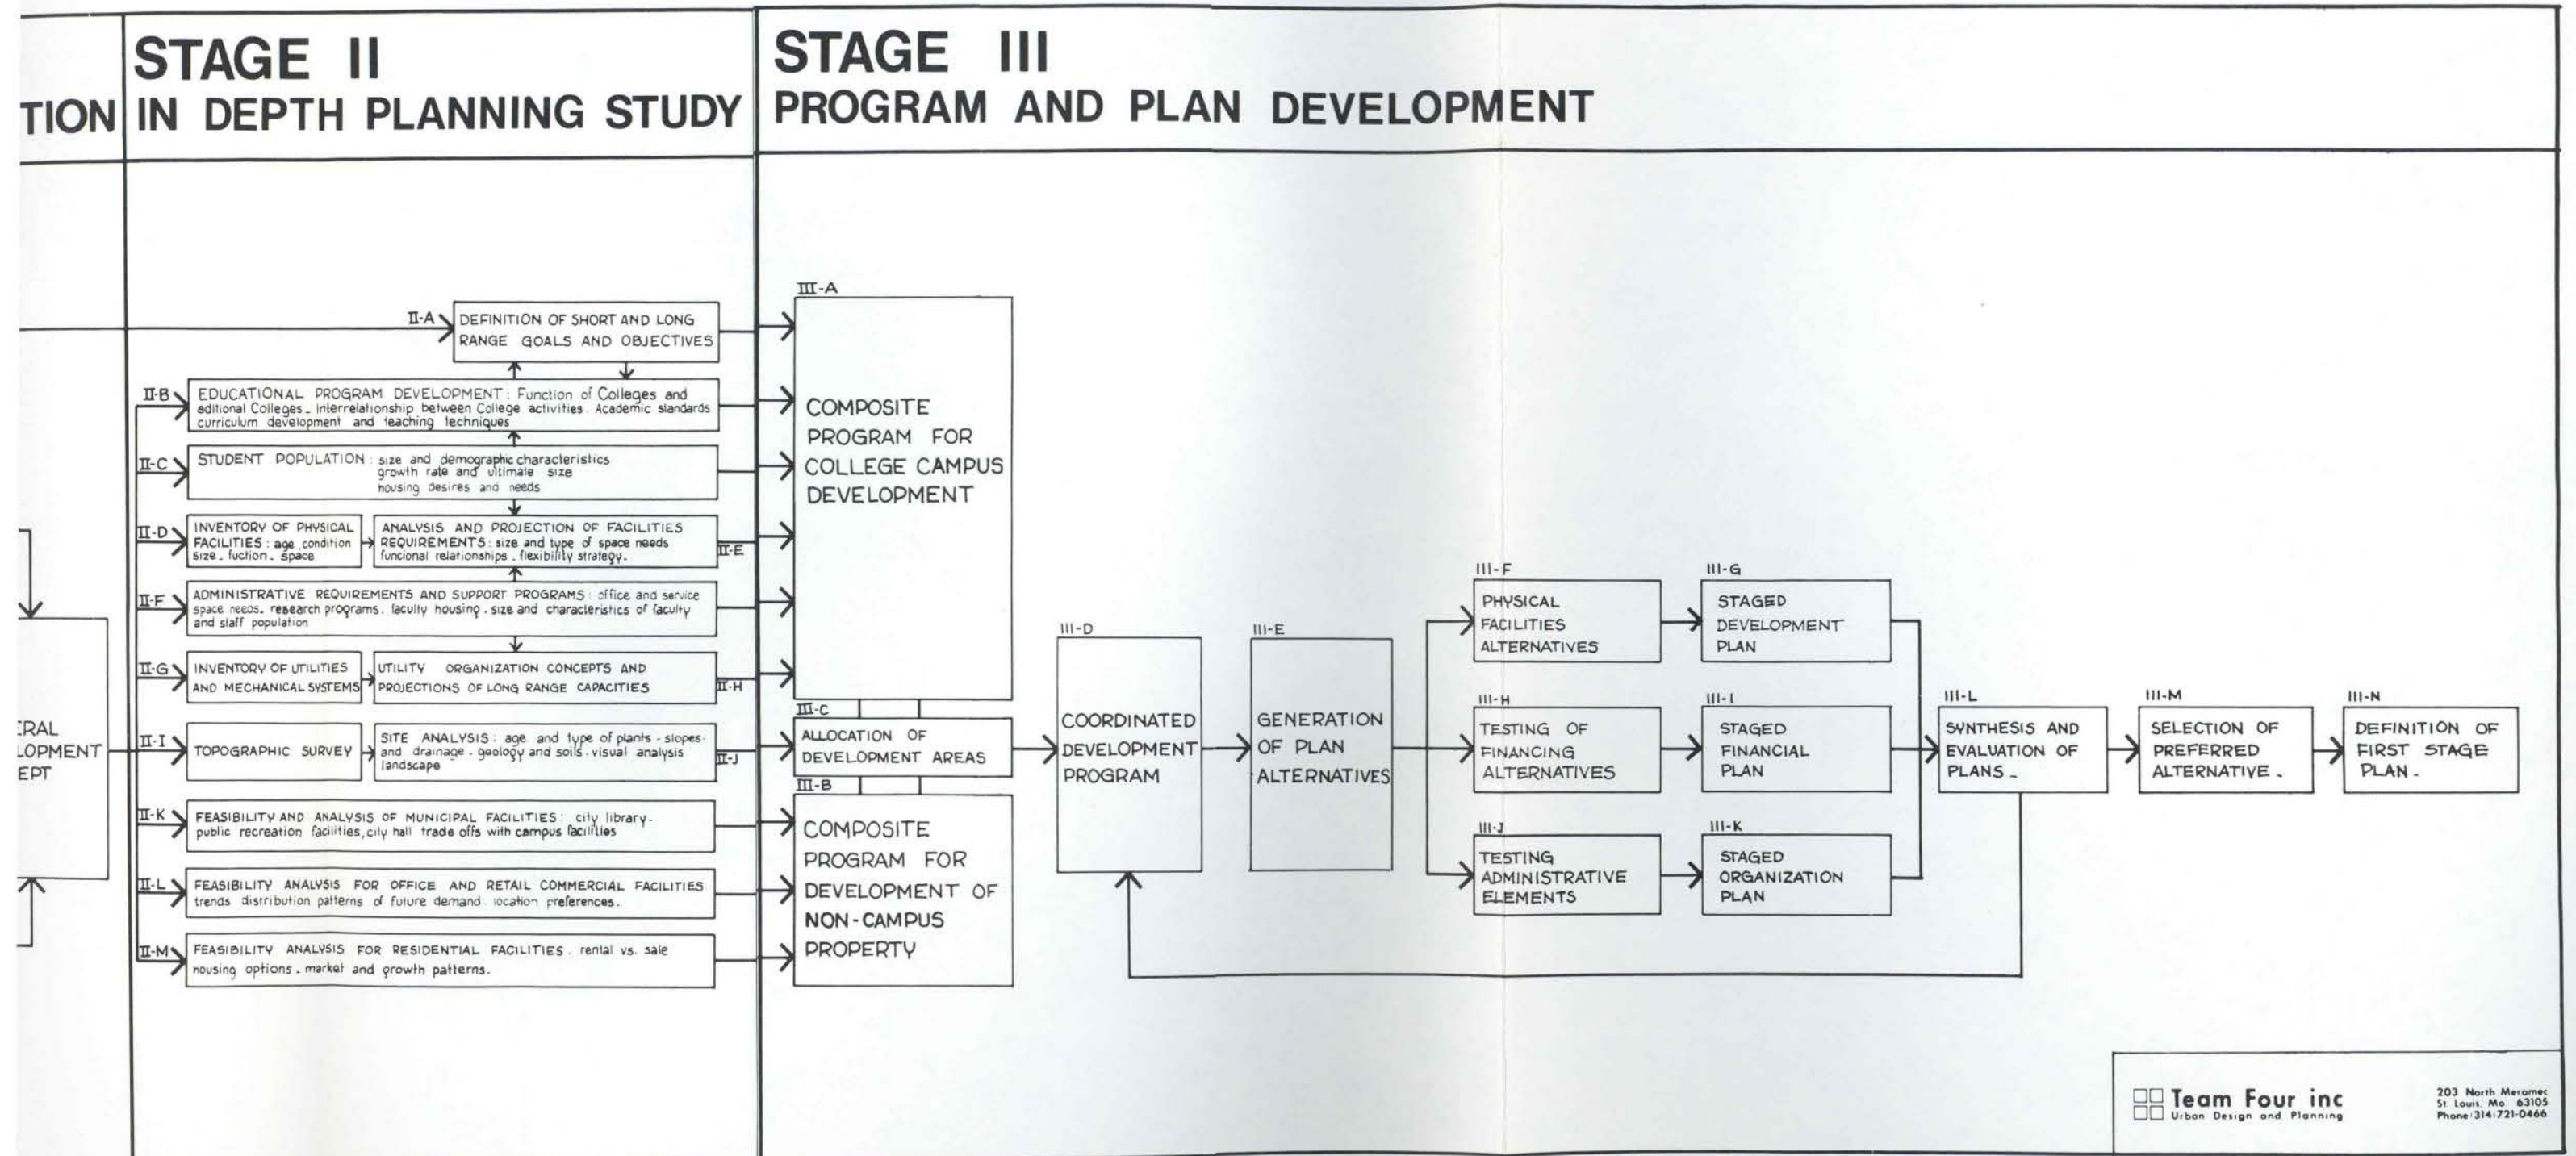 TION
STAGE II
IN DEPTH PLANNING STUDY
STAGE III
PROGRAM AND PLAN DEVELOPMENT
ERAL
LOPMENT
EPT
II-A
DEFINITION OF SHORT AND LONG
RANGE GOALS AND OBJECTIVES
II-B
EDUCATIONAL PROGRAM DEVELOPMENT : Function of Colleges and
aditional Colleges - Interrelationship between College activities. Academic standards
curriculum development and teaching techniques
II-C
STUDENT POPULATION : size and demographic characteristics
growth rate and ultimate size
housing desires and needs
II-D
INVENTORY OF PHYSICAL
FACILITIES : age, condition
size - fuction - space
ANALYSIS AND PROJECTION OF FACILITIES
REQUIREMENTS : size and type of space needs
funcional relationships - flexibility strategy.
II-E
II-F
ADMINISTRATIVE REQUIREMENTS AND SUPPORT PROGRAMS : office and service
space needs. research programs. faculty housing. size and characteristics of faculty
and staff population
II-G
INVENTORY OF UTILITIES
AND MECHANICAL SYSTEMS
UTILITY ORGANIZATION CONCEPTS AND
PROJECTIONS OF LONG RANGE CAPACITIES
II-H
II-I
TOPOGRAPHIC SURVEY
SITE ANALYSIS : age and type of plants - slopes-
and drainage - geology and soils - visual analysis
landscape
II-J
II-K
FEASIBILITY AND ANALYSIS OF MUNICIPAL FACILITIES : city library-
public recreation facilities, city hall trade offs with campus facilities
II-L
FEASIBILITY ANALYSIS FOR OFFICE AND RETAIL COMMERCIAL FACILITIES
trends distribution patterns of future demand. location preferences.
II-M
FEASIBILITY ANALYSIS FOR RESIDENTIAL FACILITIES. rental vs. sale
housing options - market and growth patterns.
III-A
COMPOSITE
PROGRAM FOR
COLLEGE CAMPUS
DEVELOPMENT
III-C
ALLOCATION OF
DEVELOPMENT AREAS
III-B
COMPOSITE
PROGRAM FOR
DEVELOPMENT OF
NON-CAMPUS
PROPERTY
III-D
COORDINATED
DEVELOPMENT
PROGRAM
III-E
GENERATION
OF PLAN
ALTERNATIVES
III-F
PHYSICAL
FACILITIES
ALTERNATIVES
III-G
STAGED
DEVELOPMENT
PLAN
III-H
TESTING OF
FINANCING
ALTERNATIVES
III-I
STAGED
FINANCIAL
PLAN
III-J
TESTING
ADMINISTRATIVE
ELEMENTS
III-K
STAGED
ORGANIZATION
PLAN
III-L
SYNTHESIS AND
EVALUATION OF
PLANS -
III-M
SELECTION OF
PREFERRED
ALTERNATIVE -
III-N
DEFINITION OF
FIRST STAGE
PLAN -
Team Four inc
Urban Design and Planning
203 North Meramec
St. Louis, Mo. 63105
Phone (314) 721-0466